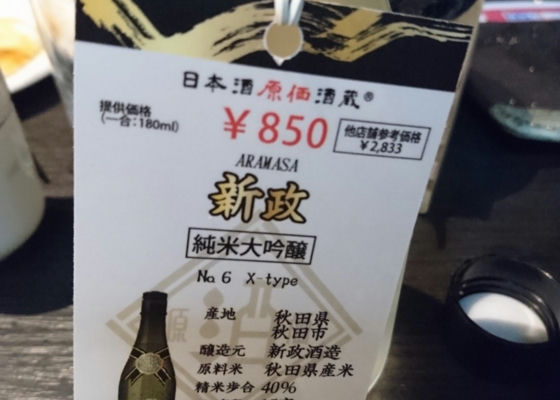 日本酒原価酒蔵®
提供価格
(一合:180ml)
￥850
他店舗参考価格
￥2,833
ARAMASA
新政
純米大吟醸
No.6 X-type
産地 秋田県
秋田市
醸造元 新政酒造
原料米 秋田県産米
精米歩合 40%